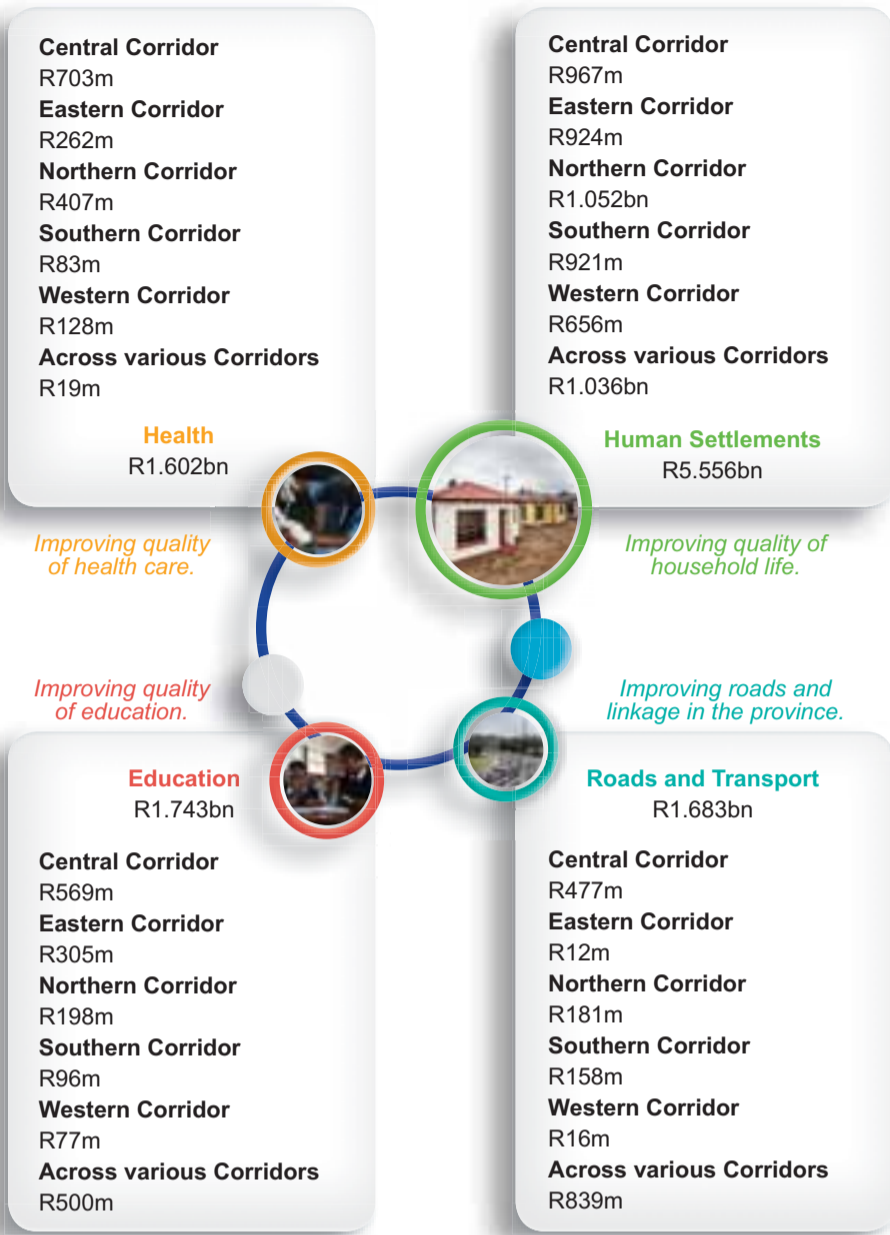 Central Corridor
R703m
Eastern Corridor
R262m
Northern Corridor
R407m
Southern Corridor
R83m
Western Corridor
R128m
Across various Corridors
R19m
Health
R1.602bn
Improving quality
of health care.
Central Corridor
R967m
Eastern Corridor
R924m
Northern Corridor
R1.052bn
Southern Corridor
R921m
Western Corridor
R656m
Across various Corridors
R1.036bn
Human Settlements
R5.556bn
Improving quality of
household life.
Improving quality
of education.
Education
R1.743bn
Central Corridor
R569m
Eastern Corridor
R305m
Northern Corridor
R198m
Southern Corridor
R96m
Western Corridor
R77m
Across various Corridors
R500m
Improving roads and
linkage in the province.
Roads and Transport
R1.683bn
Central Corridor
R477m
Eastern Corridor
R12m
Northern Corridor
R181m
Southern Corridor
R158m
Western Corridor
R16m
Across various Corridors
R839m